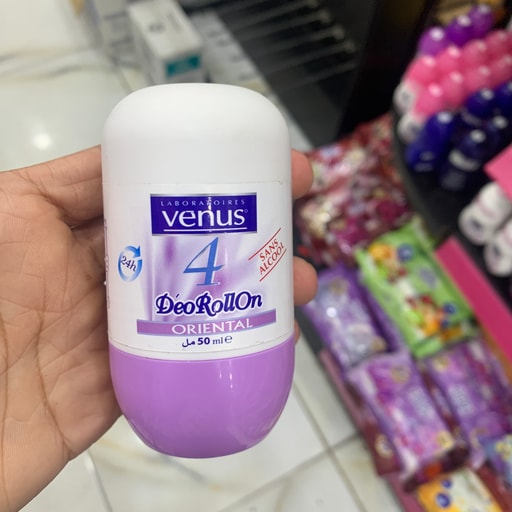 LABORATOIRES
venus
4
24h
SANS
ALCOOL
DéoRollOn
ORIENTAL
50 ml e مل